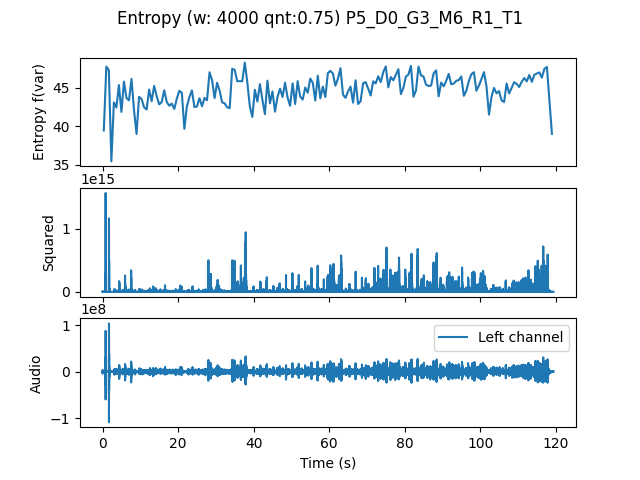 Entropy (w: 4000 qnt:0.75) P5_D0_G3_M6_R1_T1
Entropy f(var)
45
40
35
1e15
Squared
1
0
1e8
Audio
1
0
−1
Left channel
0 20 40 60 80 100 120
Time (s)